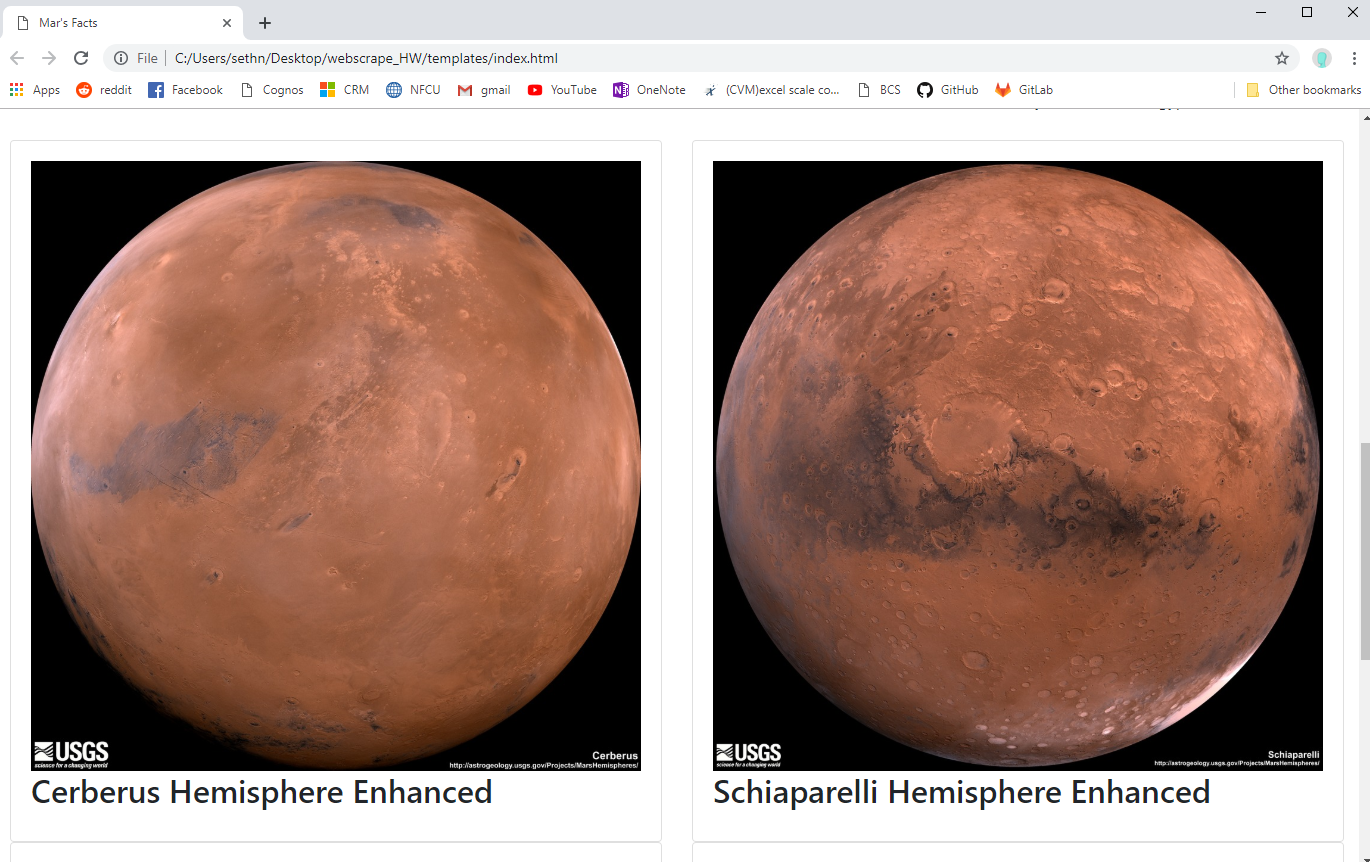 Mar's Facts
File C:/Users/sethn/Desktop/webscrape_HW/templates/index.html
Apps reddit Facebook Cognos CRM NFCU gmail YouTube OneNote (CVM)excel scale co... BCS GitHub GitLab Other bookmarks
USGS
science for a changing world
Cerberus
http://astrogeology.usgs.gov/Projects/MarsHemispheres/
Cerberus Hemisphere Enhanced
USGS
science for a changing world
Schiaparelli
http://astrogeology.usgs.gov/Projects/MarsHemispheres/
Schiaparelli Hemisphere Enhanced